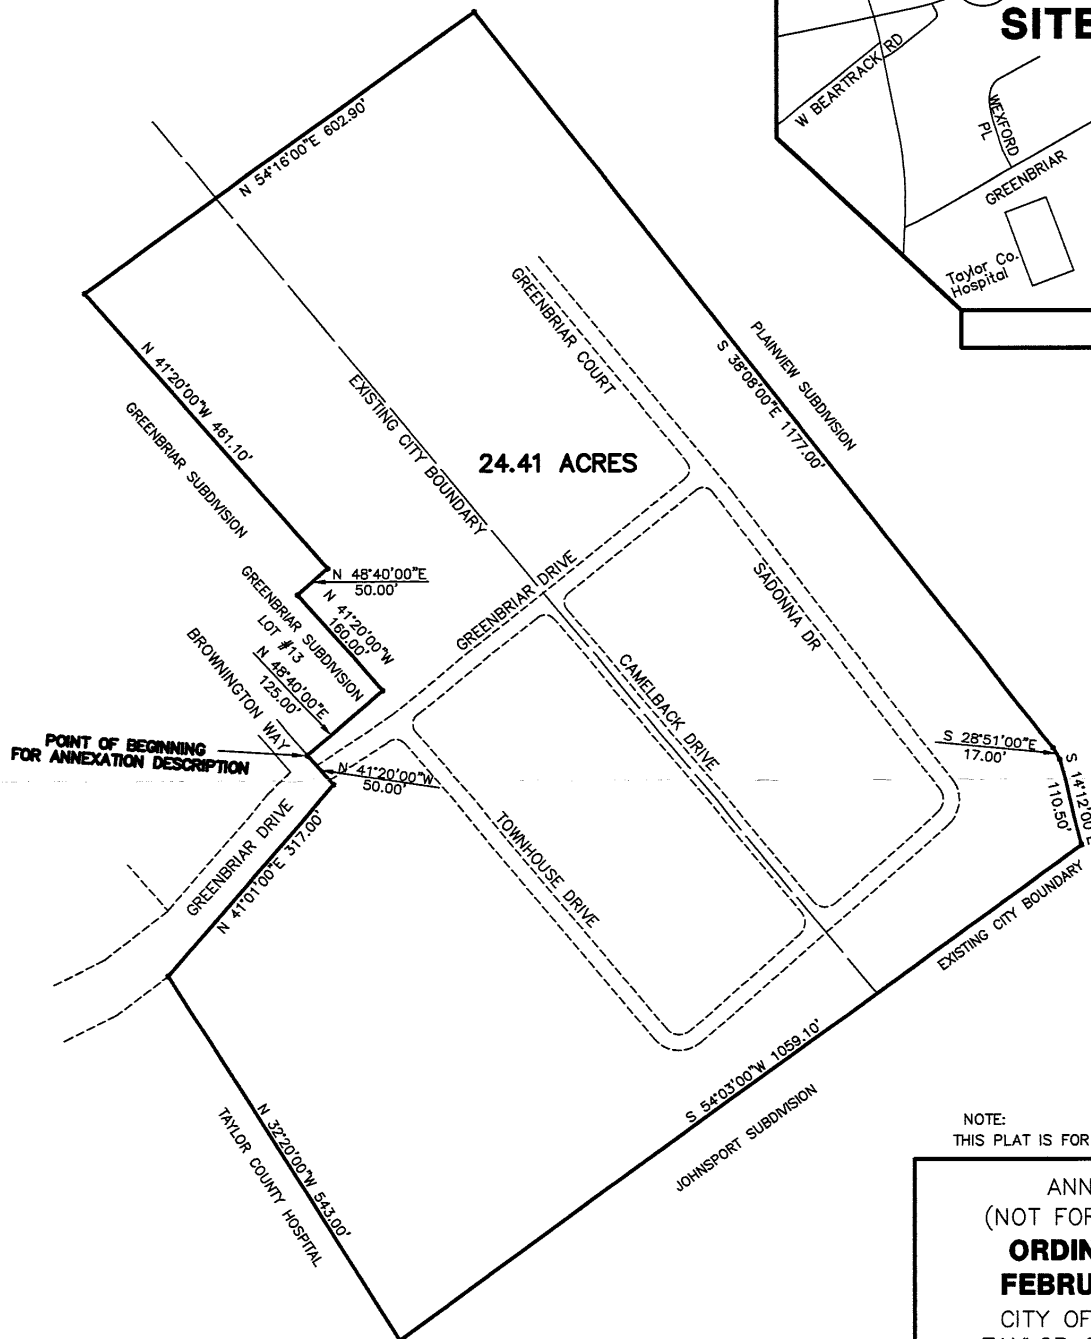 SITE
W BEARTRACK RD
WEXFORD
PL
GREENBRIAR
Taylor Co.
Hospital
N 54°16'00"E 602.90'
N 41°20'00"W 461.10'
GREENBRIAR SUBDIVISION
EXISTING CITY BOUNDARY
GREENBRIAR COURT
PLAINVIEW SUBDIVISION
S 38°08'00"E 1177.00'
24.41 ACRES
N 48°40'00"E
50.00'
N 41°20'00"W
160.00'
GREENBRIAR SUBDIVISION
LOT #13
N 48°40'00"E
125.00'
BROWNINGTON WAY
GREENBRIAR DRIVE
SADONNA DR
CAMELBACK DRIVE
POINT OF BEGINNING
FOR ANNEXATION DESCRIPTION
N 41°20'00"W
50.00'
S 28°51'00"E
17.00'
S 14°12'00"E
110.50'
TOWNHOUSE DRIVE
GREENBRIAR DRIVE
N 41°01'00"E 317.00'
EXISTING CITY BOUNDARY
S 54°03'00"W 1059.10'
JOHNSPORT SUBDIVISION
N 32°20'00"W 543.00'
TAYLOR COUNTY HOSPITAL
NOTE:
THIS PLAT IS FOR
ANN
(NOT FOR
ORDIN
FEBRU
CITY OF